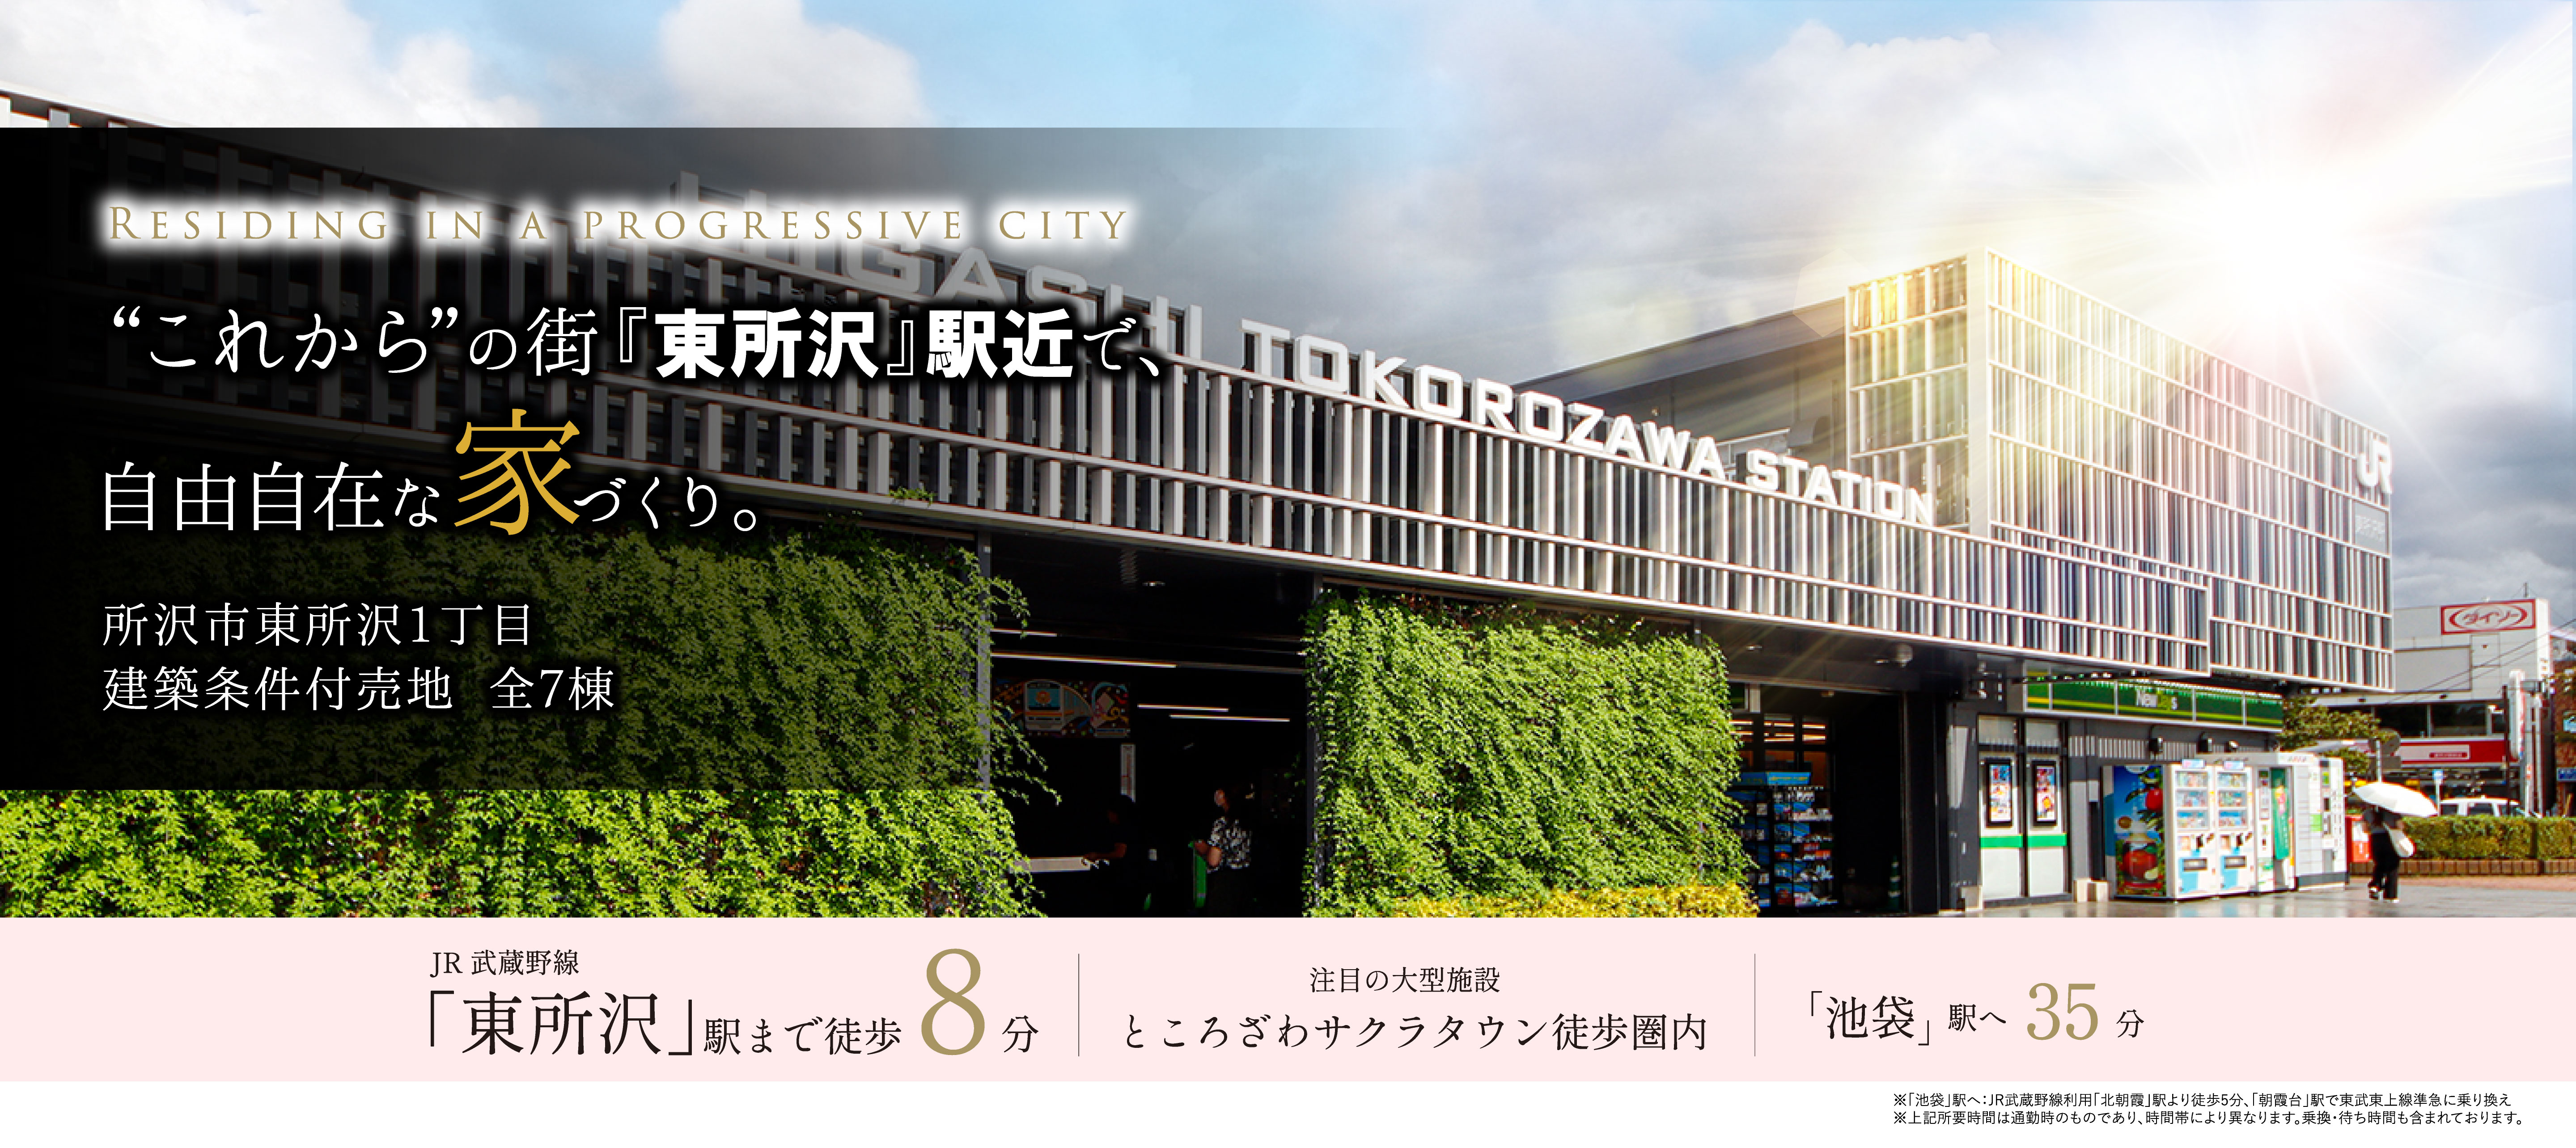 RESIDING IN A PROGRESSIVE CITY
“これから”の街『東所沢』駅近で、
自由自在な家づくり。
所沢市東所沢1丁目
建築条件付売地 全7棟
HIGASHI TOKOROZAWA STATION
JR
ダイソー
NewDays
JR 武蔵野線
「東所沢」駅まで徒歩 8 分
注目の大型施設
ところざわサクラタウン徒歩圏内
「池袋」駅へ 35 分
※「池袋」駅へ：JR武蔵野線利用「北朝霞」駅より徒歩5分、「朝霞台」駅で東武東上線準急に乗り換え
※上記所要時間は通勤時のものであり、時間帯により異なります。乗換・待ち時間も含まれております。